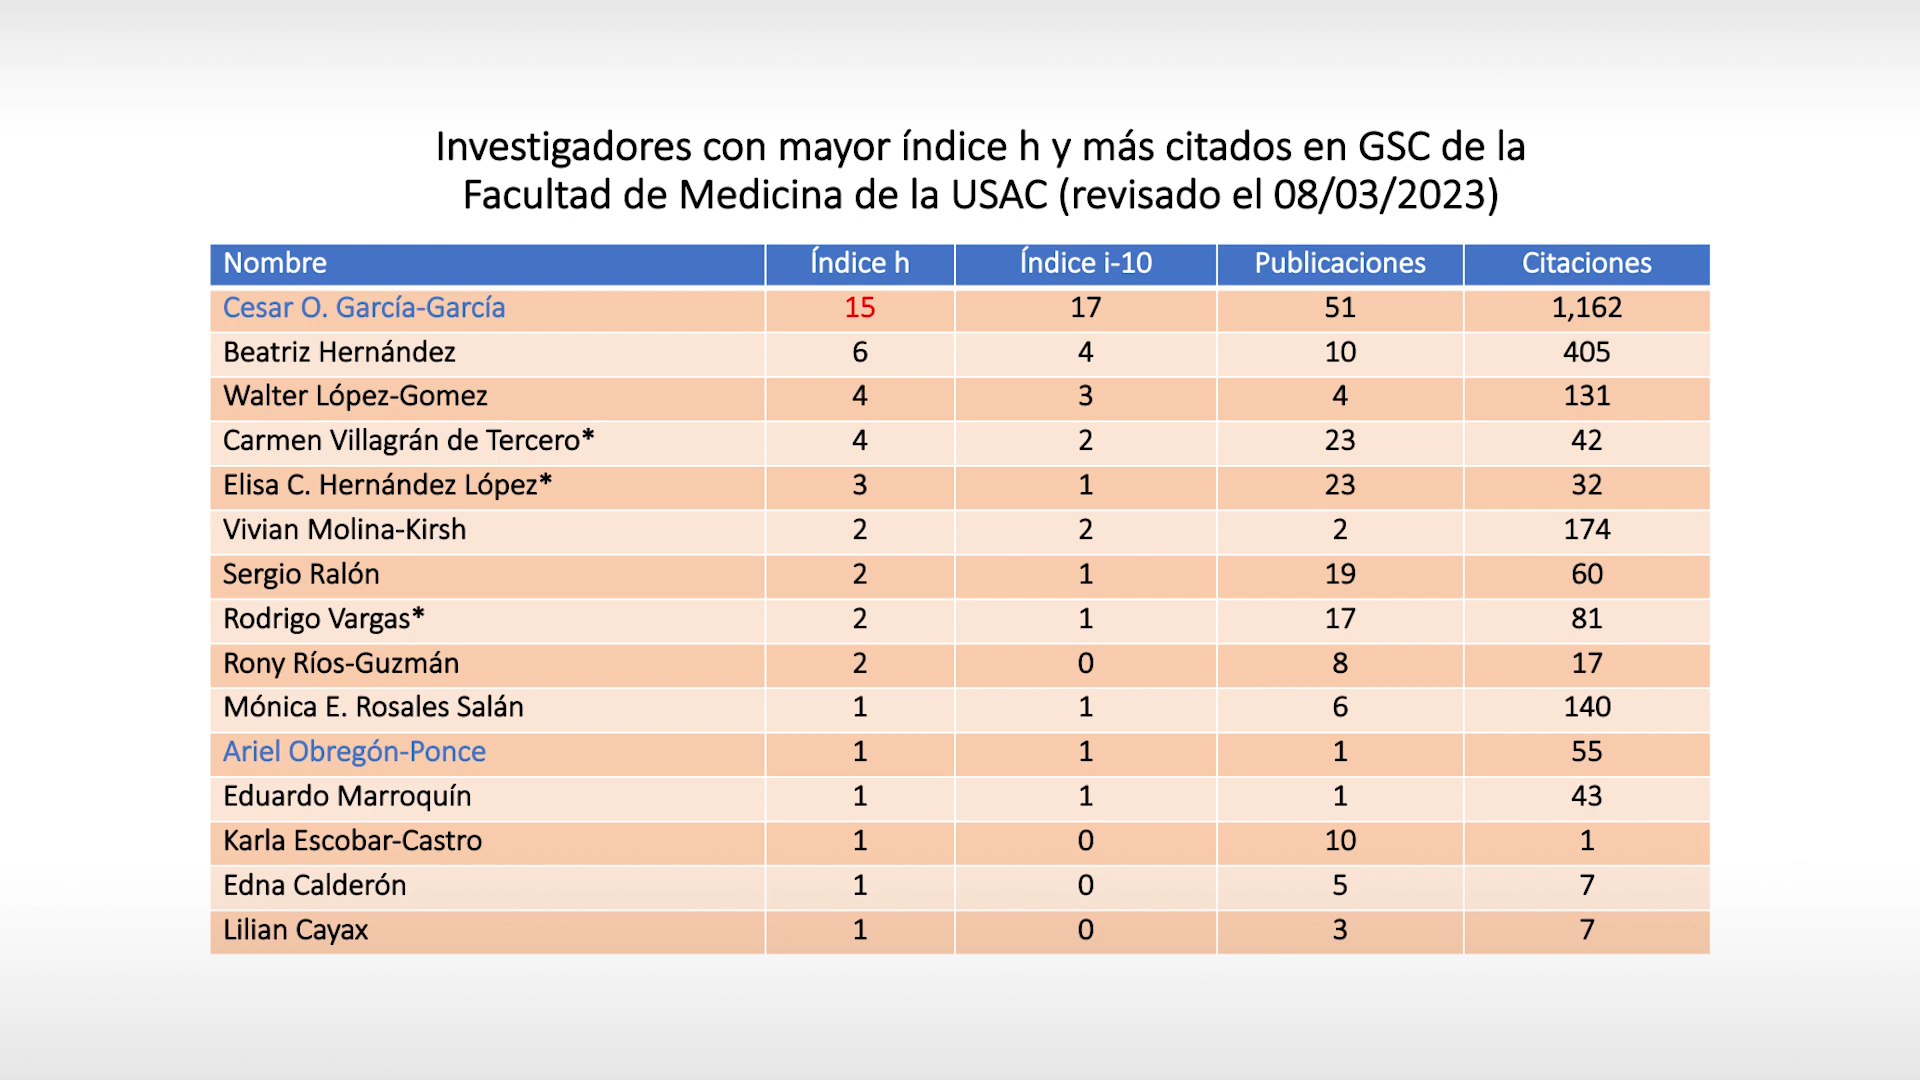 Investigadores con mayor índice h y más citados en GSC de la
Facultad de Medicina de la USAC (revisado el 08/03/2023)
Nombre Índice h Índice i-10 Publicaciones Citaciones
Cesar O. García-García 15 17 51 1,162
Beatriz Hernández 6 4 10 405
Walter López-Gomez 4 3 4 131
Carmen Villagrán de Tercero* 4 2 23 42
Elisa C. Hernández López* 3 1 23 32
Vivian Molina-Kirsh 2 2 2 174
Sergio Ralón 2 1 19 60
Rodrigo Vargas* 2 1 17 81
Rony Ríos-Guzmán 2 0 8 17
Mónica E. Rosales Salán 1 1 6 140
Ariel Obregón-Ponce 1 1 1 55
Eduardo Marroquín 1 1 1 43
Karla Escobar-Castro 1 0 10 1
Edna Calderón 1 0 5 7
Lilian Cayax 1 0 3 7